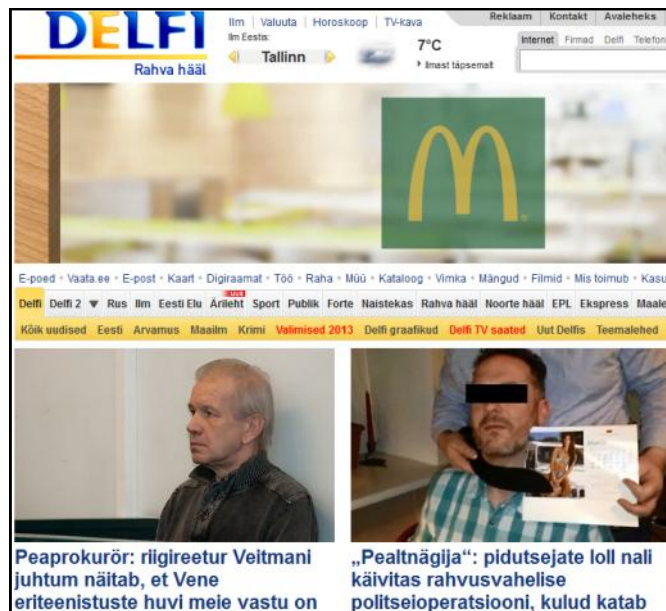 DELFI
Rahva hääl
Ilm | Valuuta | Horoskoop | TV-kava
Ilm Eestis:
Tallinn
7°C
Ilmast täpsemalt
Reklaam Kontakt Avaleheks
Internet Firmad Delfi Telefoni
M
E-poed Vaata.ee E-post Kaart Digiraamat Töö Raha Müü Kataloog Vimka Mängud Filmid Mis toimub Kasu
Delfi Delfi 2 ▼ Rus Ilm Eesti Elu Ärileht LIVE Sport Publik Forte Naistekas Rahva hääl Noorte hääl EPL Ekspress Maale
Kõik uudised Eesti Arvamus Maailm Krimi Valimised 2013 Delfi graafikud Delfi TV saated Uut Delfis Teemalehed
Peaprokurör: riigireetur Veitmani
juhtum näitab, et Vene
eriteenistuste huvi meie vastu on
„Pealtnägija“: pidutsejate loll nali
käivitas rahvusvahelise
politseioperatsiooni, kulud katab